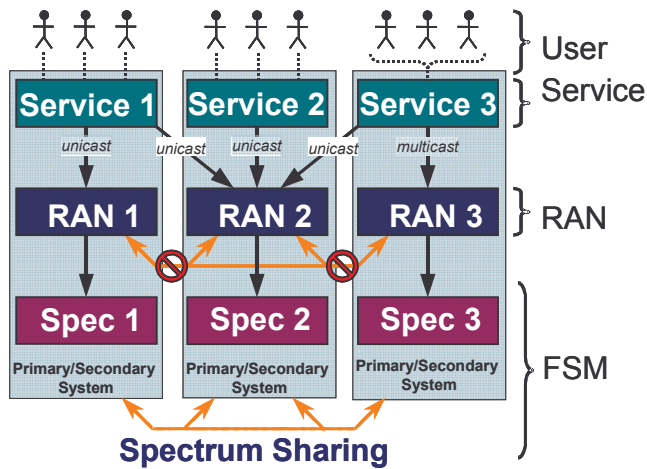 User
Service
Service 1
Service 2
Service 3
unicast
unicast
unicast
unicast
multicast
RAN 1
RAN 2
RAN 3
RAN
Spec 1
Spec 2
Spec 3
FSM
Primary/Secondary
System
Primary/Secondary
System
Primary/Secondary
System
Spectrum Sharing